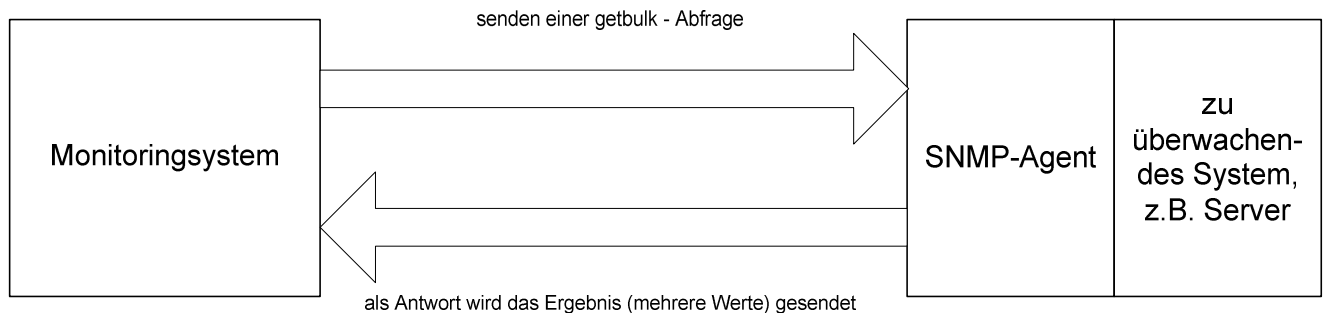 senden einer getbulk - Abfrage
Monitoringsystem
SNMP-Agent
zu
überwachen-
des System,
z.B. Server
als Antwort wird das Ergebnis (mehrere Werte) gesendet